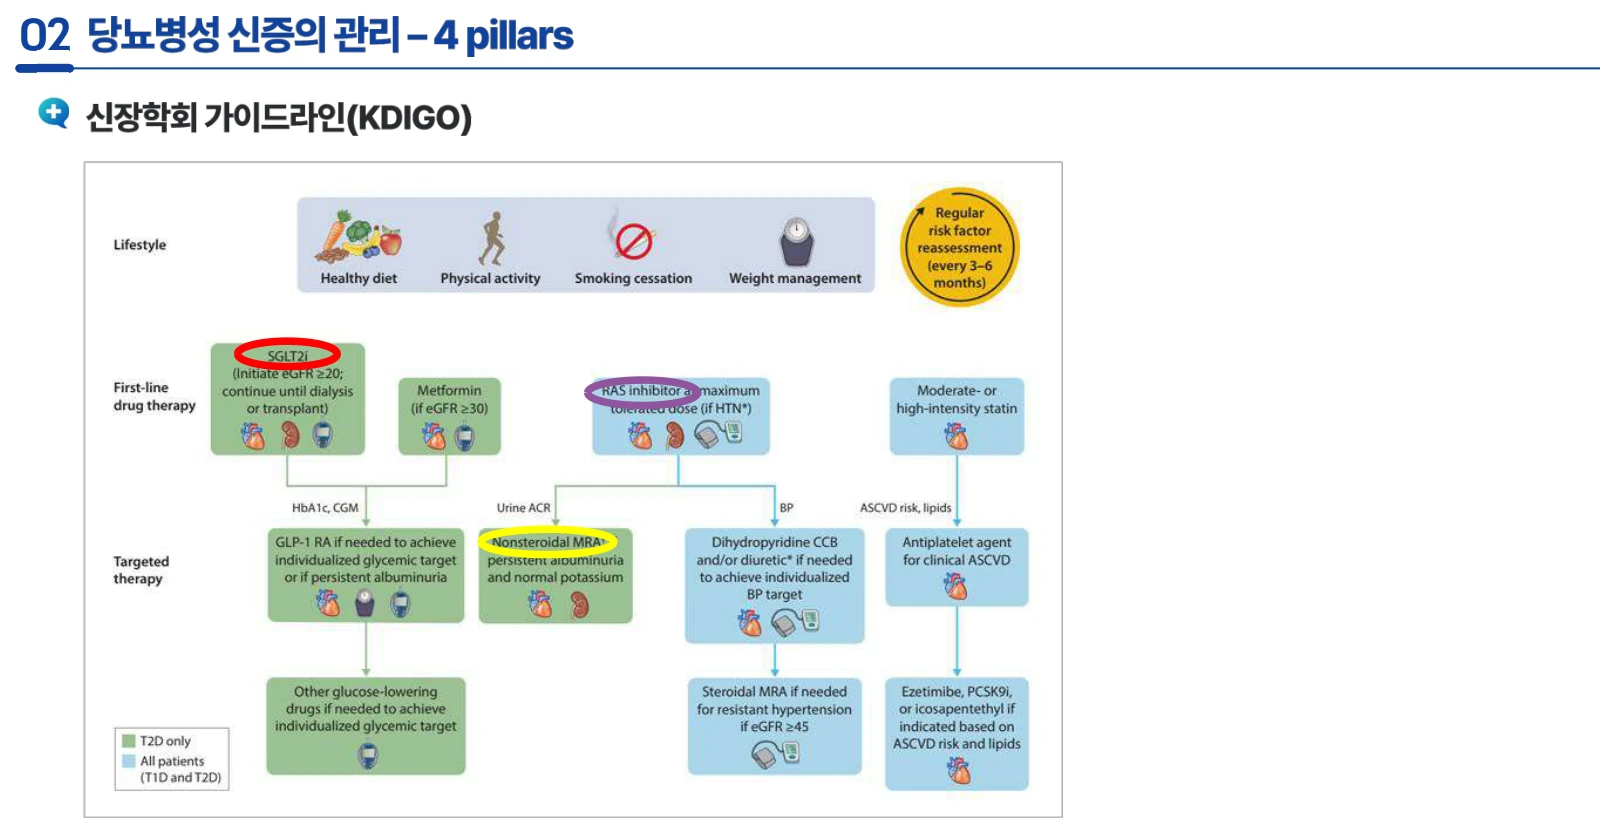 02 당뇨병성 신증의 관리 – 4 pillars
신장학회 가이드라인(KDIGO)
Lifestyle
Healthy diet
Physical activity
Smoking cessation
Weight management
Regular
risk factor
reassessment
(every 3–6
months)
First-line
drug therapy
SGLT2i
(Initiate eGFR ≥20;
continue until dialysis
or transplant)
Metformin
(if eGFR ≥30)
RAS inhibitor at maximum
tolerated dose (if HTN*)
Moderate- or
high-intensity statin
HbA1c, CGM
Urine ACR
BP
ASCVD risk, lipids
Targeted
therapy
GLP-1 RA if needed to achieve
individualized glycemic target
or if persistent albuminuria
Nonsteroidal MRA
persistent albuminuria
and normal potassium
Dihydropyridine CCB
and/or diuretic* if needed
to achieve individualized
BP target
Antiplatelet agent
for clinical ASCVD
Other glucose-lowering
drugs if needed to achieve
individualized glycemic target
Steroidal MRA if needed
for resistant hypertension
if eGFR ≥45
Ezetimibe, PCSK9i,
or icosapentethyl if
indicated based on
ASCVD risk and lipids
T2D only
All patients
(T1D and T2D)